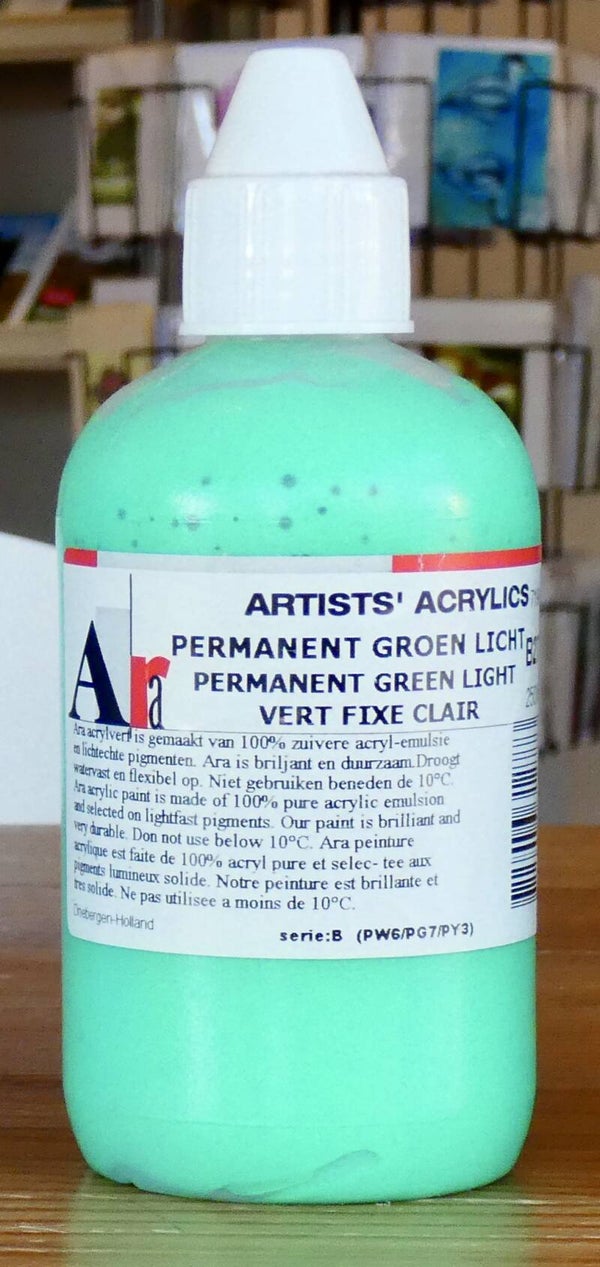 ARTISTS' ACRYLICS
Ara
PERMANENT GROEN LICHT
PERMANENT GREEN LIGHT
VERT FIXE CLAIR
Ara acrylverf is gemaakt van 100% zuivere acryl-emulsie
en lichtechte pigmenten. Ara is briljant en duurzaam.Droogt
watervast en flexibel op. Niet gebruiken beneden de 10°C.
Ara acrylic paint is made of 100% pure acrylic emulsion
and selected on lightfast pigments. Our paint is brilliant and
very durable. Don not use below 10°C. Ara peinture
acrylique est faite de 100% acryl pure et selec- tee aux
pigments lumineux solide. Notre peinture est brillante et
tres solide. Ne pas utilisee a moins de 10°C.
Dinebergen-Holland
serie:B (PW6/PG7/PY3)